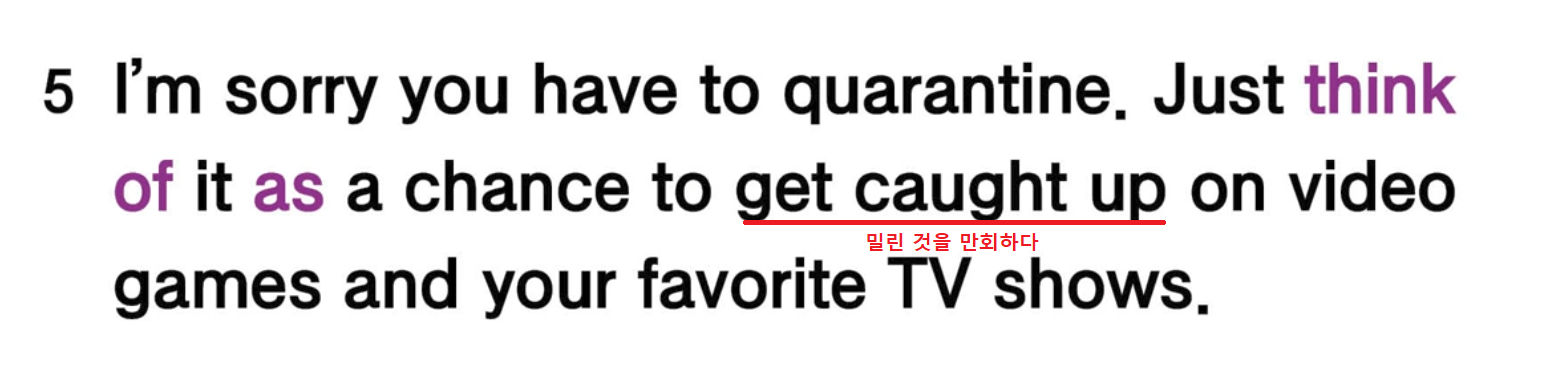 5 I'm sorry you have to quarantine. Just think
of it as a chance to get caught up on video
밀린 것을 만회하다
games and your favorite TV shows.